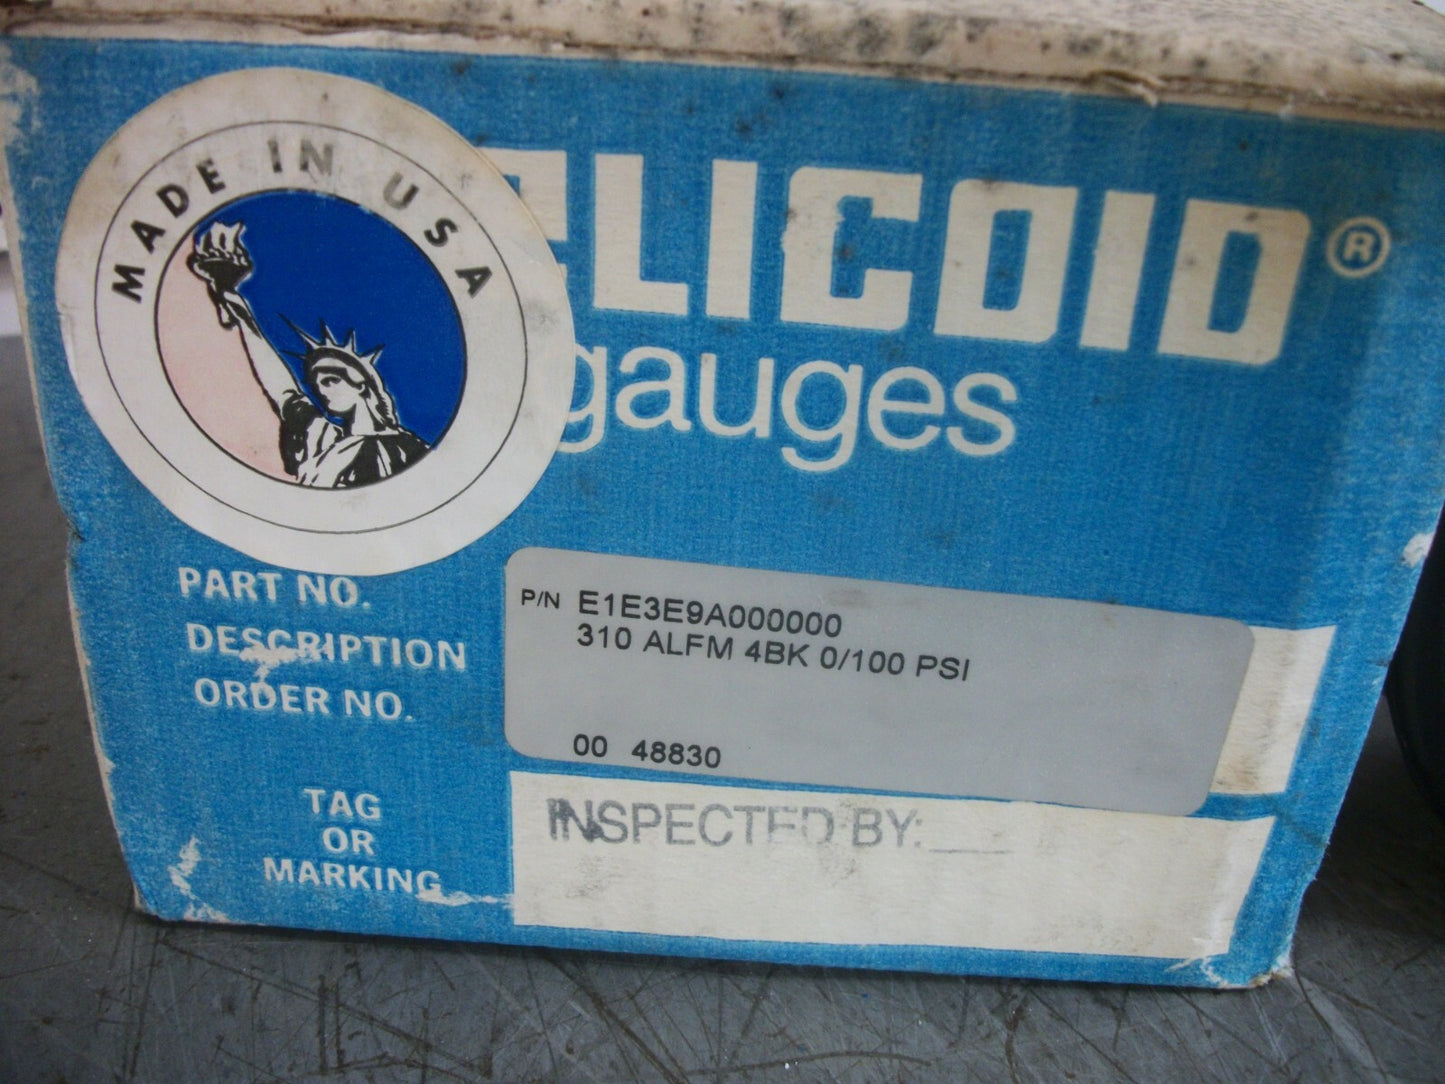 MADE IN USA
ELICOID®
gauges
PART NO.
DESCRIPTION
ORDER NO.
P/N E1E3E9A000000
310 ALFM 4BK 0/100 PSI
00 48830
TAG
OR
MARKING
INSPECTED BY: ___